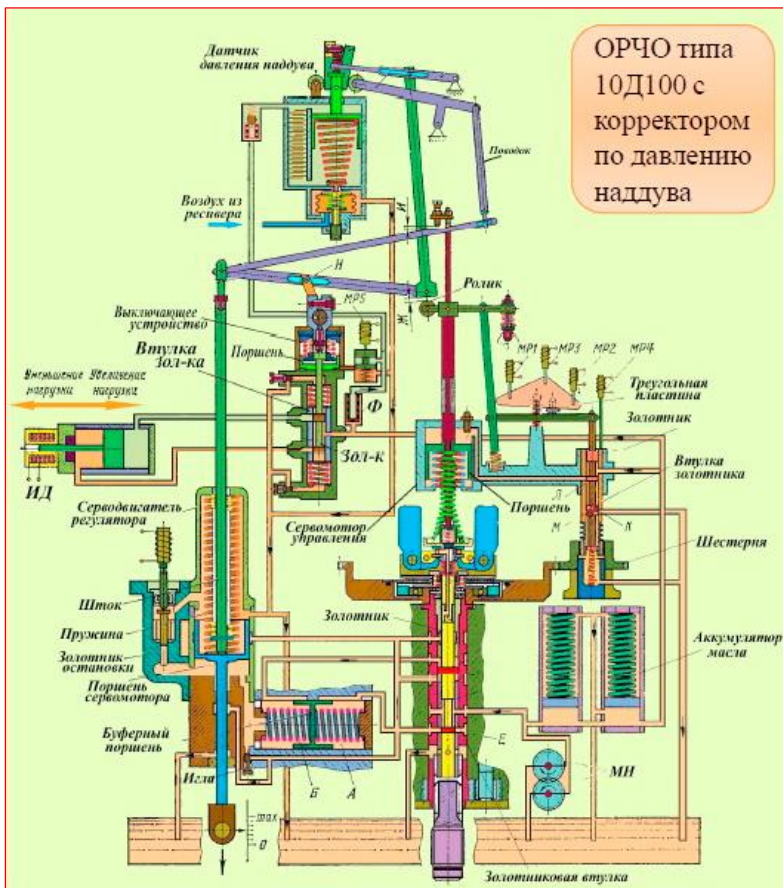 ОРЧО типа
10Д100 с
корректором
по давлению
наддува
Датчик
давления наддува
Поводок
Воздух из
ресивера
И
Н
Ролик
Ж
Выключающее
устройство
МР5
Поршень
МР1
МР3
МР2
МР4
Втулка
зол-ка
Треугольная
пластина
Уменьшение
нагрузки
Увеличение
нагрузки
Ф
Золотник
Зол-к
ИД
Втулка
золотника
Серводвигатель
регулятора
Л
Поршень
Сервомотор
управления
М
К
Шестерня
Шток
Золотник
Пружина
Аккумулятор
масла
Золотник
остановки
Поршень
сервомотора
Буферный
поршень
Е
Игла
Б
А
МН
max
0
Золотниковая втулка